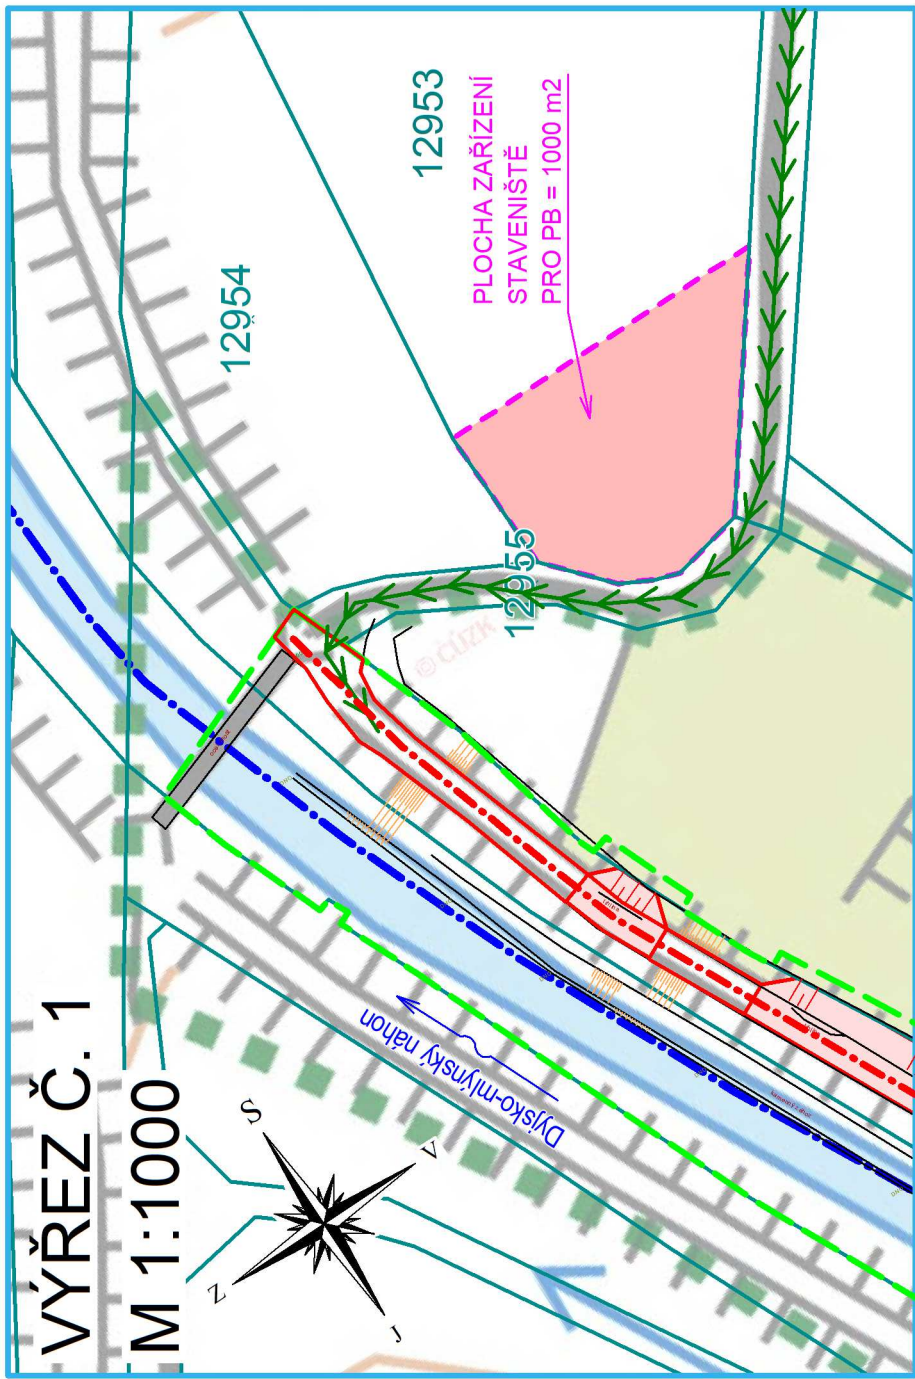 VÝŘEZ Č. 1
M 1:1000
12954
12953
PLOCHA ZAŘÍZENÍ
STAVENIŠTĚ
PRO PB = 1000 m2
12955
© ČÚZK
Dyjsko-mlýnský náhon
S
V
Z
J